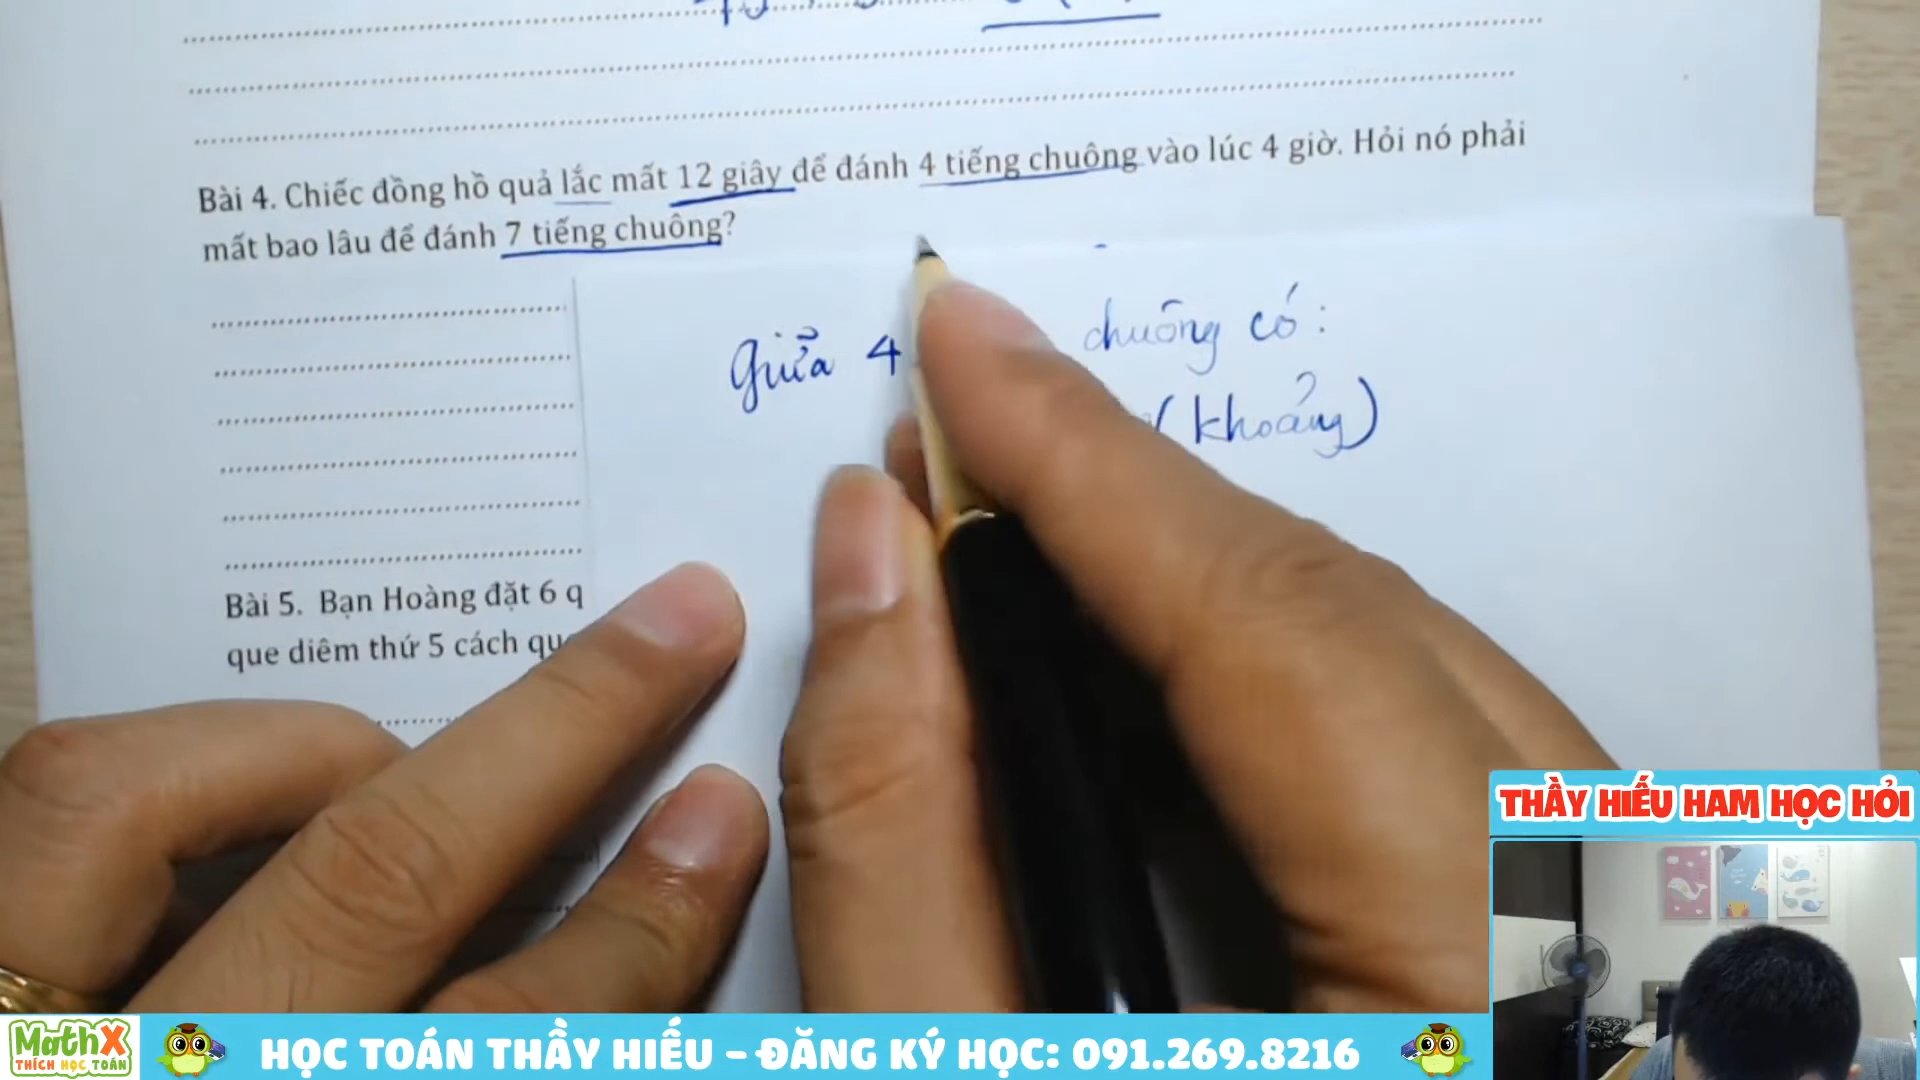 Bài 4. Chiếc đồng hồ quả lắc mất 12 giây để đánh 4 tiếng chuông vào lúc 4 giờ. Hỏi nó phải
mất bao lâu để đánh 7 tiếng chuông?
Giữa 4 chuông có:
(khoảng)
Bài 5. Bạn Hoàng đặt 6 q
que diêm thứ 5 cách qu
THẦY HIẾU HAM HỌC HỎI
MathX
THÍCH HỌC TOÁN
HỌC TOÁN THẦY HIẾU - ĐĂNG KÝ HỌC: 091.269.8216